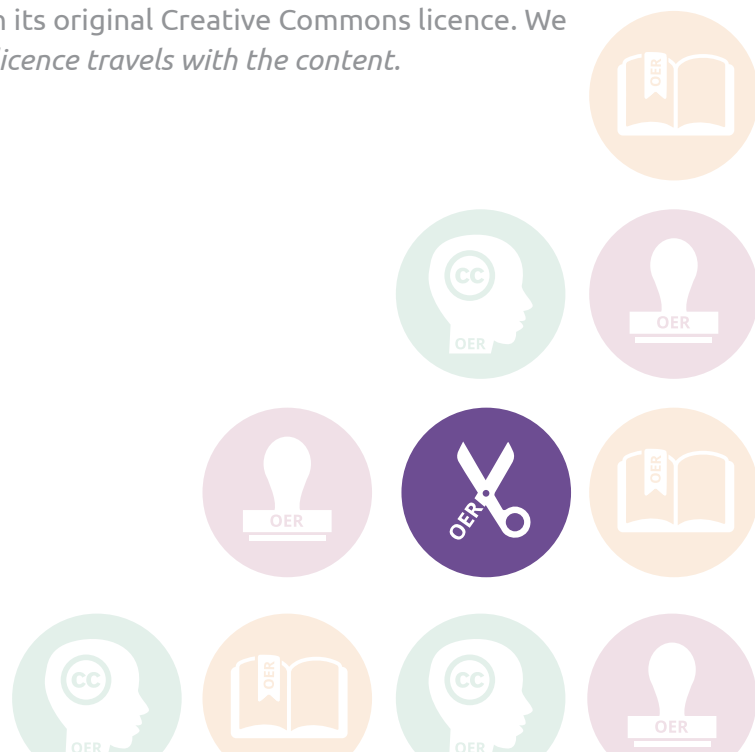 n its original Creative Commons licence. We
licence travels with the content.
OER
CC
OER
OER
OER
OER
OER
CC
OER
OER
CC
OER
OER